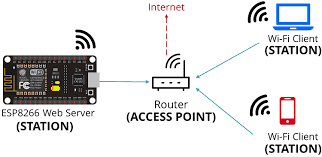 Internet
Wi-Fi Client
(STATION)
ESP8266 Web Server
(STATION)
Router
(ACCESS POINT)
Wi-Fi Client
(STATION)